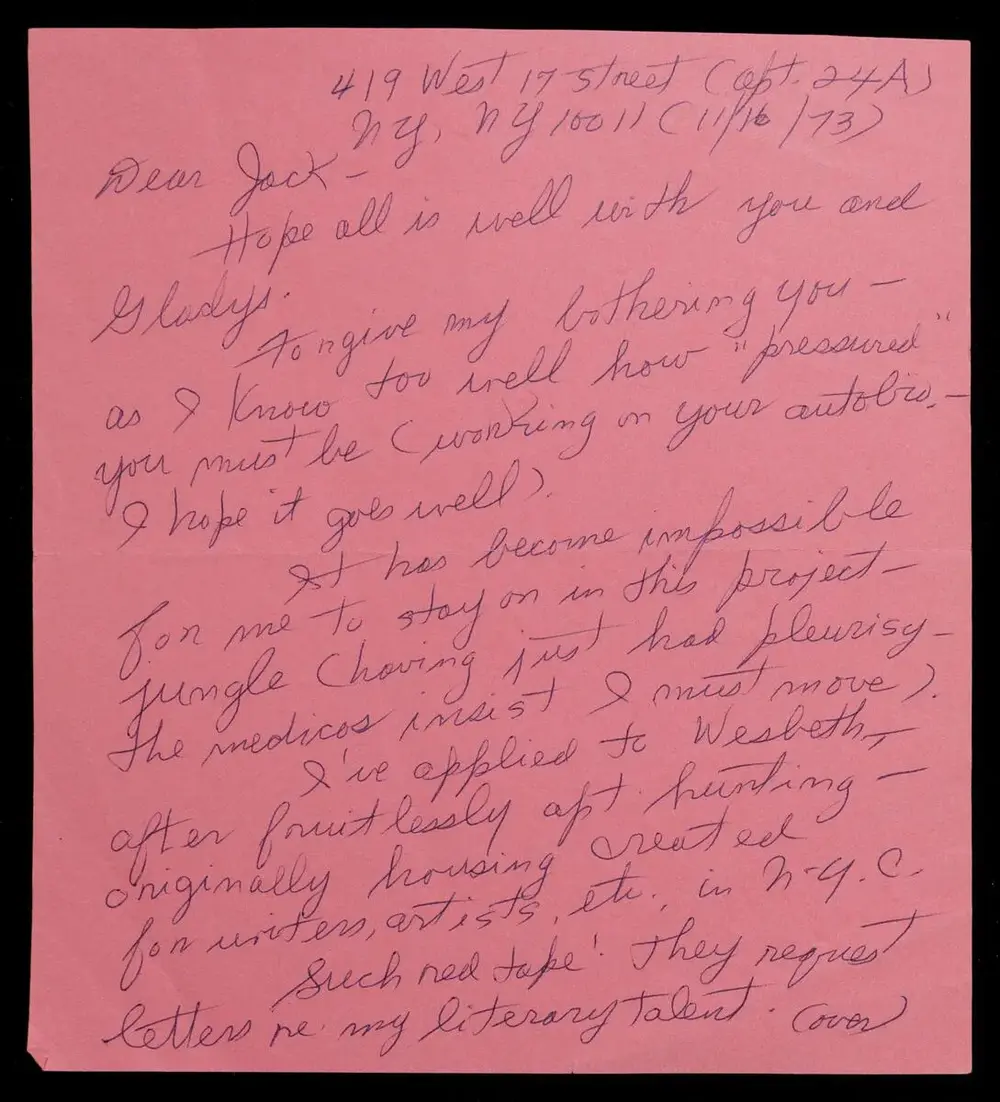 419 West 17 Street (apt. 24A)
NY, NY 10011 (11/16/73)
Dear Jack -
Hope all is well with you and
Gladys.
Forgive my bothering you -
as I know too well how "pressured"
you must be (working on your autobio. -
I hope it goes well).
It has become impossible
for me to stay on in this project -
jungle (having just had pleurisy -
the medicos insist I must move).
I've applied to Wesbeth, -
after fruitlessly apt. hunting -
originally housing created
for writers, artists, etc., in N.Y.C.
Such red tape! They request
letters re. my literary talent. (over)